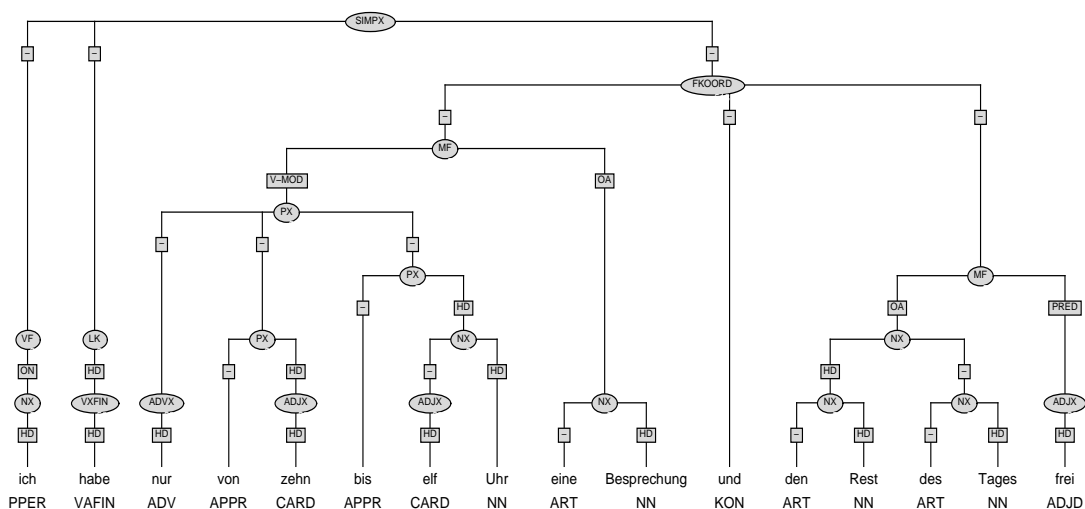 SIMPX
– – –
FKOORD
– – –
MF
V–MOD OA
PX
– – –
PX MF
– HD OA PRED
VF LK PX NX NX
ON HD – HD – HD HD –
NX VXFIN ADVX ADJX ADJX NX NX NX ADJX
HD HD HD HD HD – HD – HD – HD HD
ich habe nur von zehn bis elf Uhr eine Besprechung und den Rest des Tages frei
PPER VAFIN ADV APPR CARD APPR CARD NN ART NN KON ART NN ART NN ADJD